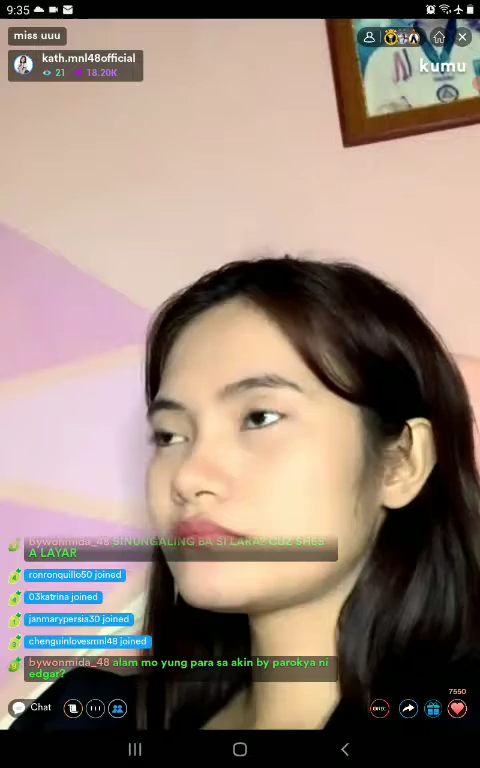 9:35
miss uuu
kath.mnl48official
21 18.20K
kumu
bywonmida_48 SINUNGALING BA SI LARA? CUZ SHES
A LAYAR
ronronquillo50 joined
03katrina joined
janmarypersia30 joined
chenguinlovesmnl48 joined
bywonmida_48 alam mo yung para sa akin by parokya ni
edgar?
7550
Chat
REC